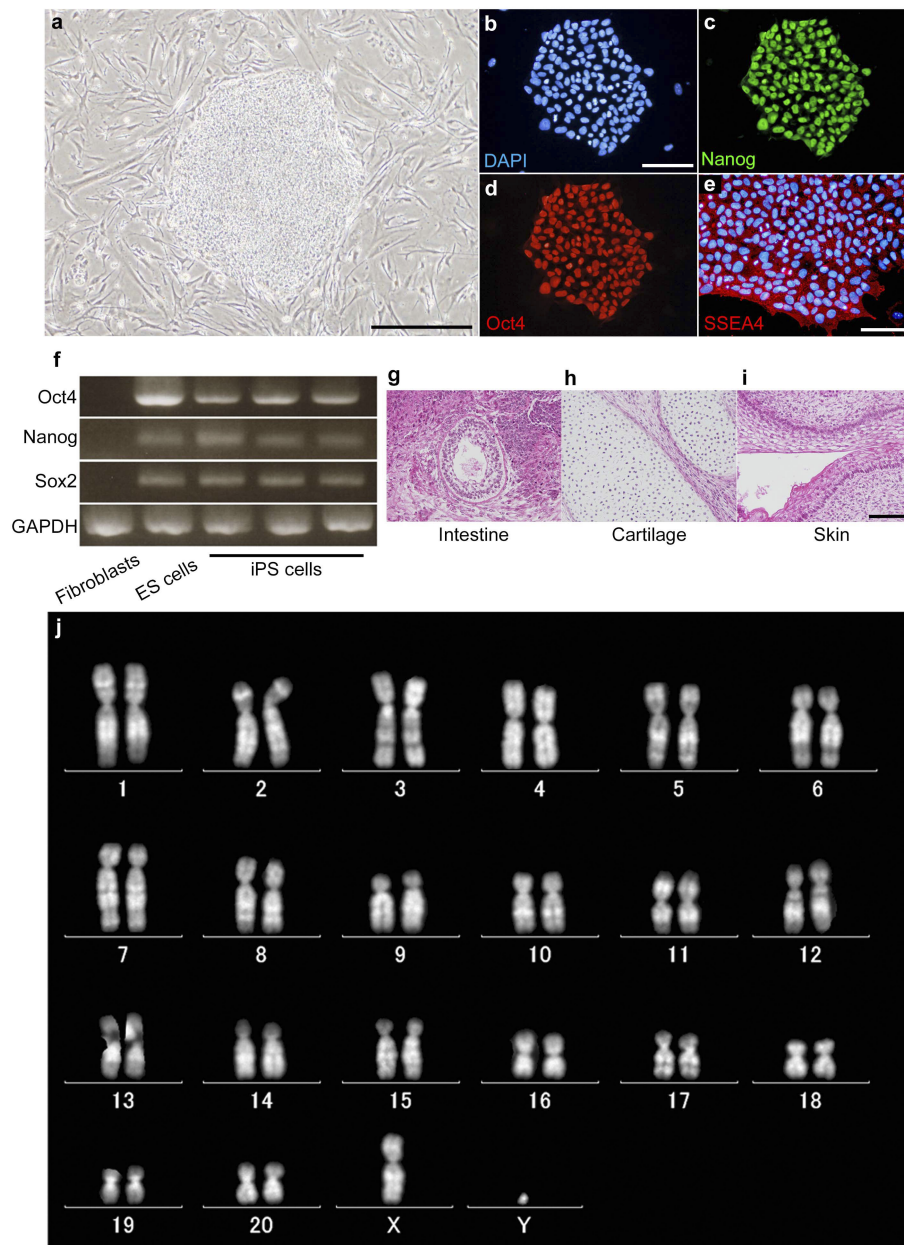 a
b
DAPI
c
Nanog
d
Oct4
e
SSEA4
f
Oct4
Nanog
Sox2
GAPDH
Fibroblasts
ES cells
iPS cells
g
Intestine
h
Cartilage
i
Skin
j
1 2 3 4 5 6
7 8 9 10 11 12
13 14 15 16 17 18
19 20 X Y